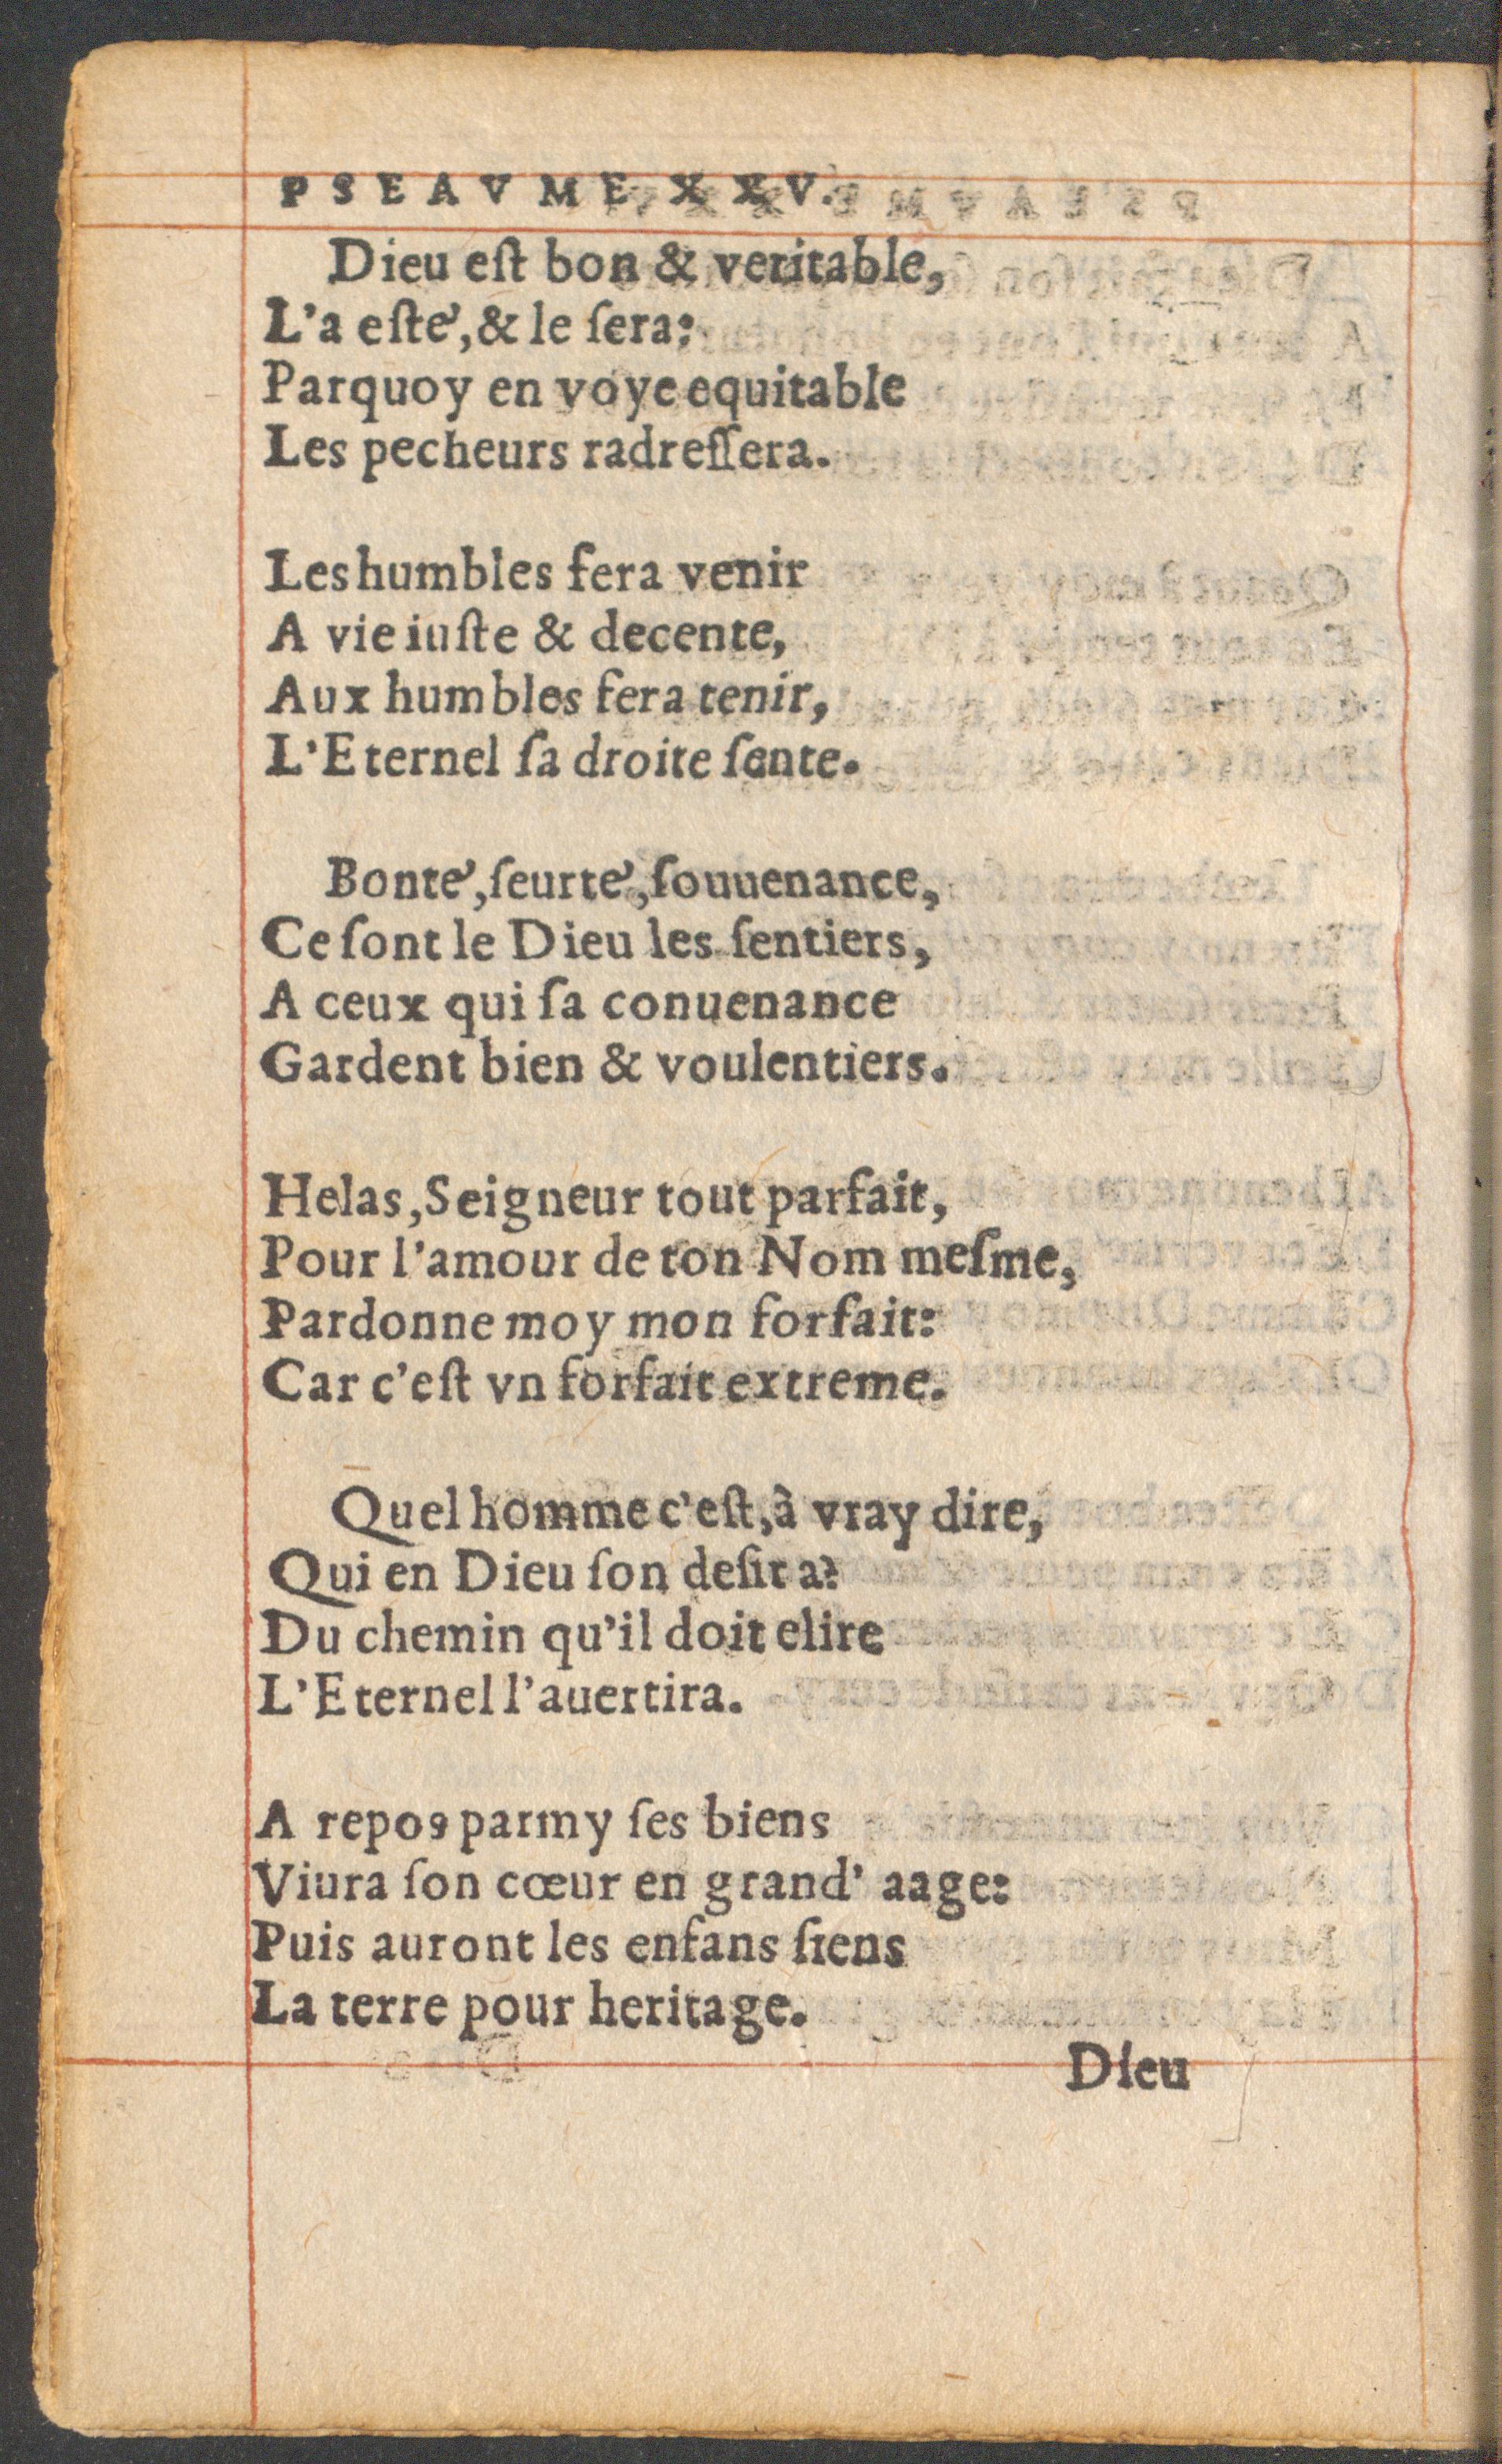 PSEAVME XXV.
Dieu eſt bon & veritable,
L'a eſté, & le ſera:
Parquoy en voye equitable
Les pecheurs radreſſera.
Les humbles fera venir
A vie iuſte & decente,
Aux humbles fera tenir,
L'Eternel ſa droite ſente.
Bonté, ſeurté, ſouuenance,
Ce ſont le Dieu les ſentiers,
A ceux qui ſa conuenance
Gardent bien & voulentiers.
Helas, Seigneur tout parfait,
Pour l'amour de ton Nom meſme,
Pardonne moy mon forfait:
Car c'eſt vn forfait extreme.
Quel homme c'eſt, à vray dire,
Qui en Dieu ſon deſir a?
Du chemin qu'il doit elire
L'Eternel l'auertira.
A repos parmy ſes biens
Viura ſon cœur en grand' aage:
Puis auront les enfans ſiens
La terre pour heritage.
Dieu